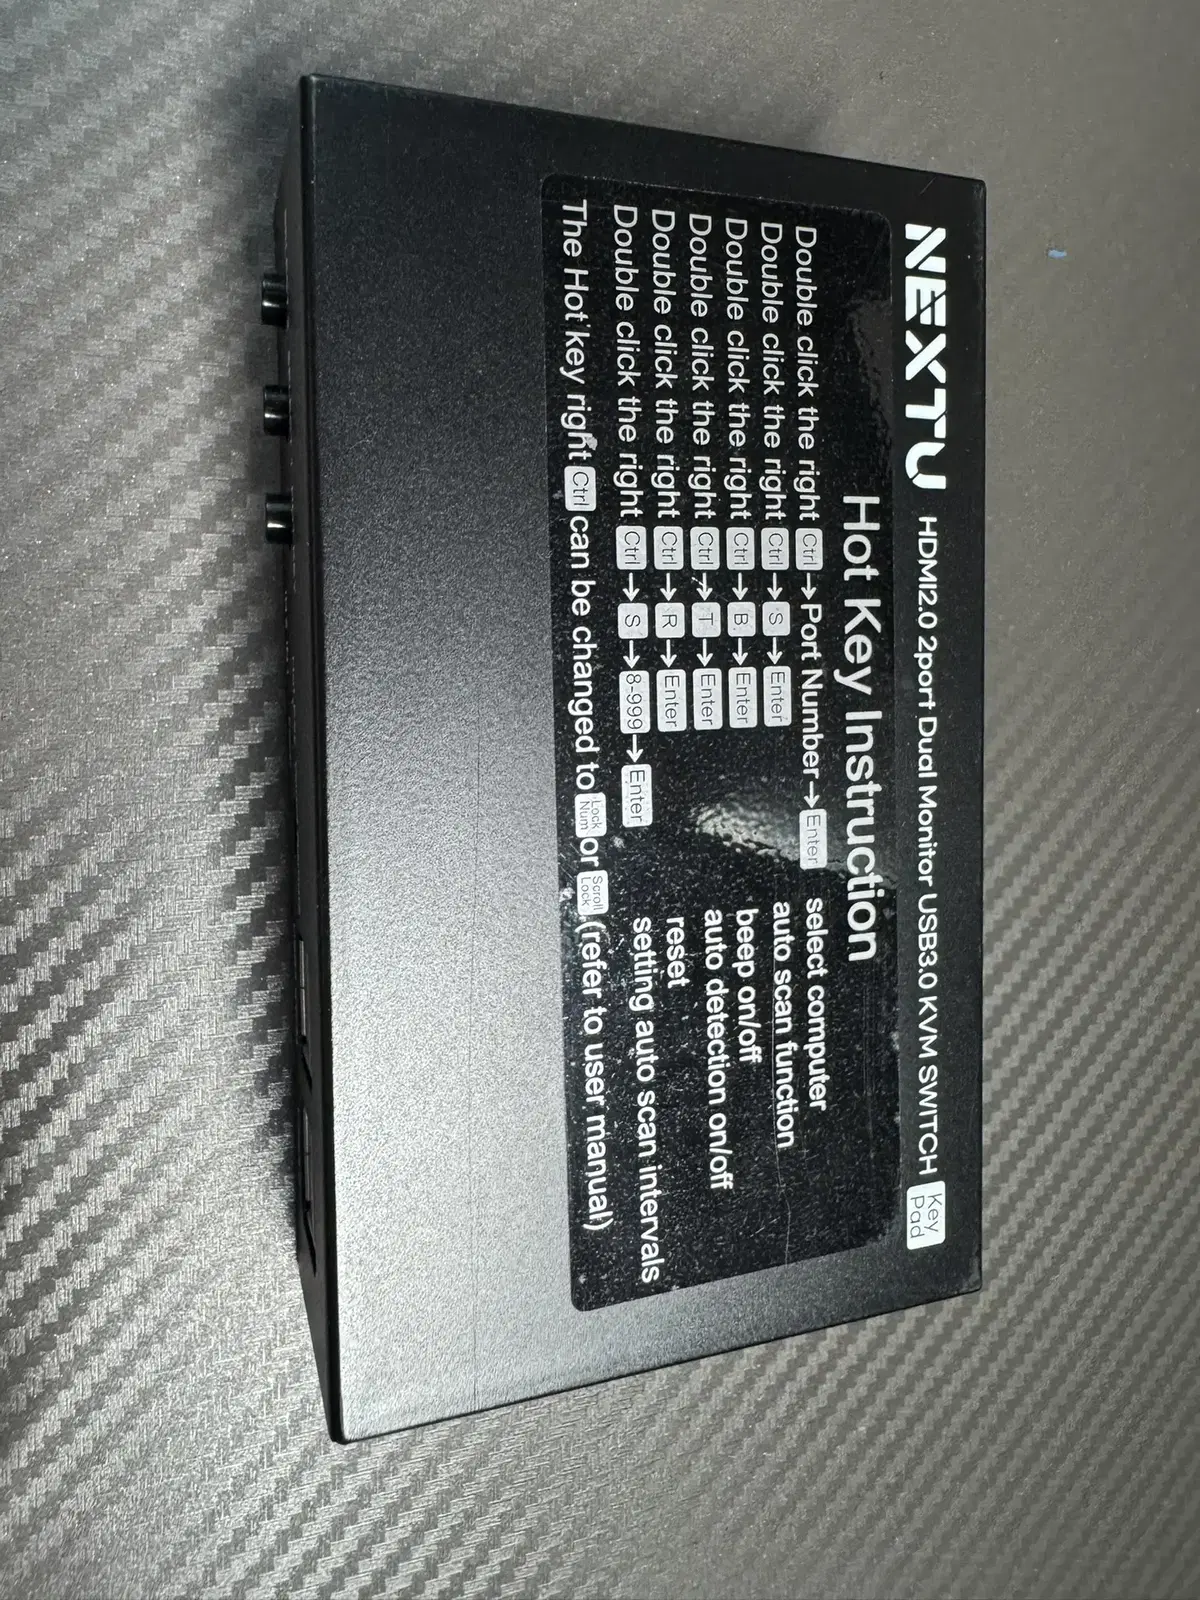 NEXTU HDMI2.0 2port Dual Monitor USB3.0 KVM SWITCH Key Pad
Hot Key Instruction
Double click the right Ctrl → Port Number → Enter select computer
Double click the right Ctrl → S → Enter auto scan function
Double click the right Ctrl → B → Enter beep on/off
Double click the right Ctrl → T → Enter auto detection on/off
Double click the right Ctrl → R → Enter reset
Double click the right Ctrl → S → 8-999 → Enter setting auto scan intervals
The Hot key right Ctrl can be changed to Lock Num or Scroll Lock (refer to user manual)